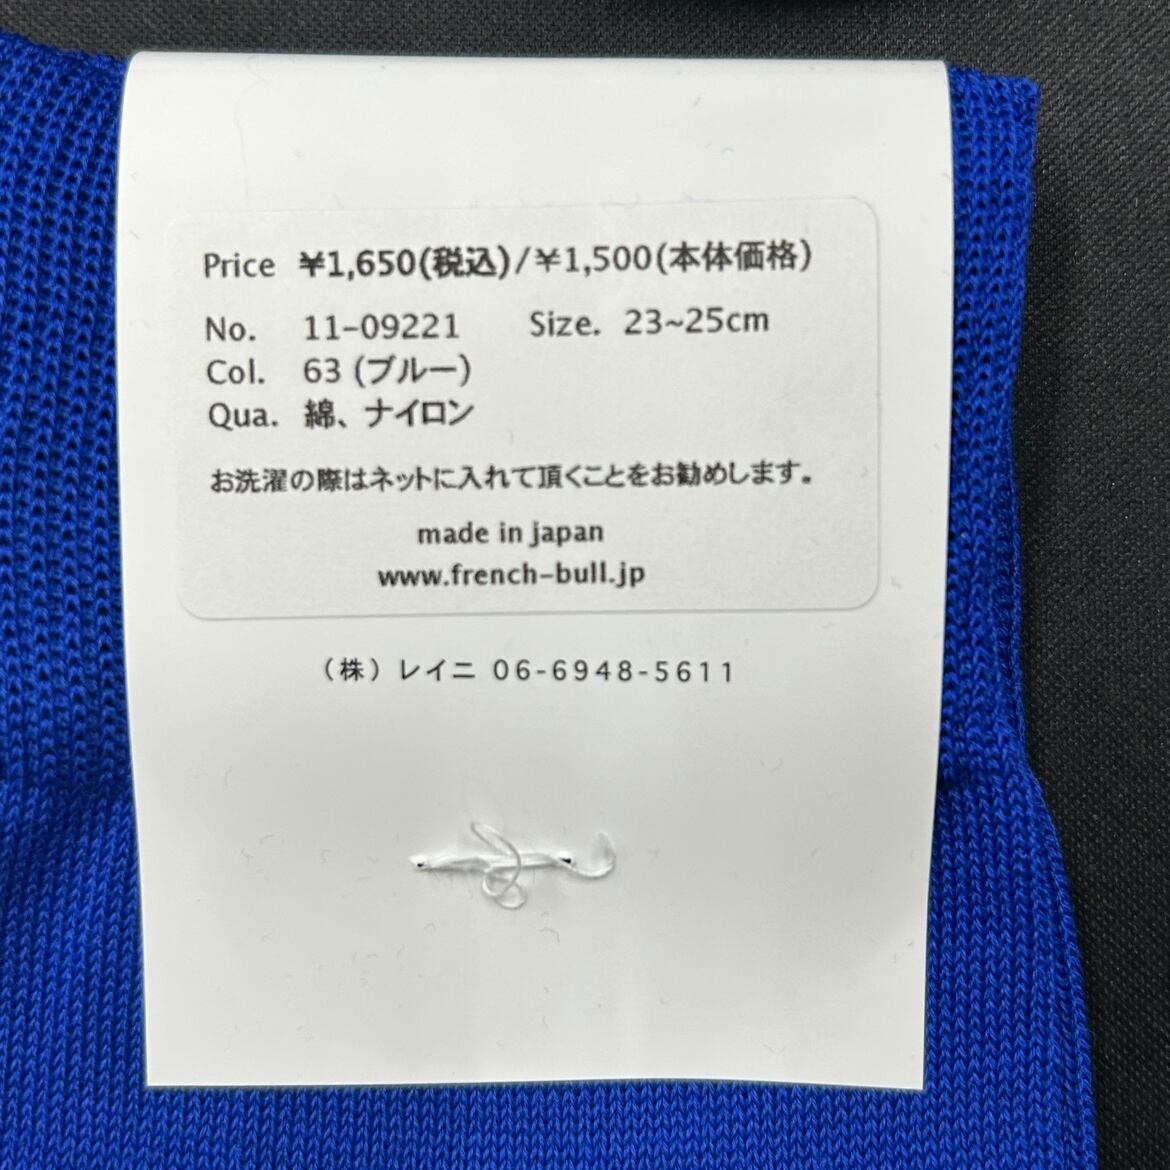 Price ¥1,650(税込)/¥1,500(本体価格)
No. 11-09221 Size. 23~25cm
Col. 63 (ブルー)
Qua. 綿、ナイロン
お洗濯の際はネットに入れて頂くことをお勧めします。
made in japan
www.french-bull.jp
（株）レイニ 06-6948-5611